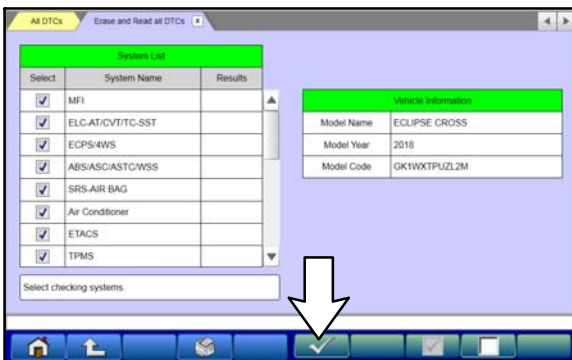 All DTCs Erase and Read all DTCs x
System List
Select System Name Results
MFI
ELC-AT/CVT/TC-SST
ECPS/4WS
ABS/ASC/ASTC/WSS
SRS-AIR BAG
Air Conditioner
ETACS
TPMS
Select checking systems
Vehicle Information
Model Name ECLIPSE CROSS
Model Year 2018
Model Code GK1WXTPUZL2M